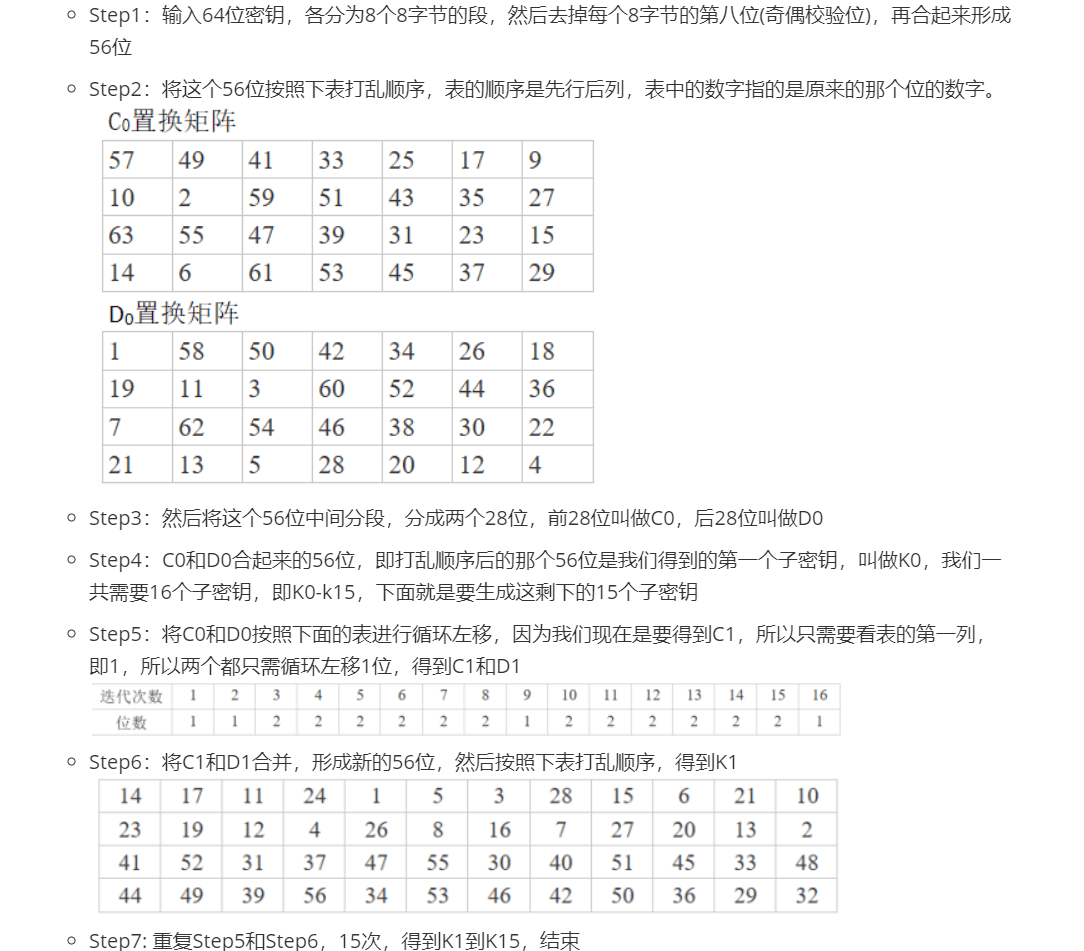 Step1：输入64位密钥，各分为8个8字节的段，然后去掉每个8字节的第八位(奇偶校验位)，再合起来形成
56位
Step2：将这个56位按照下表打乱顺序，表的顺序是先行后列，表中的数字指的是原来的那个位的数字。
C0置换矩阵
57 49 41 33 25 17 9
10 2 59 51 43 35 27
63 55 47 39 31 23 15
14 6 61 53 45 37 29
D0置换矩阵
1 58 50 42 34 26 18
19 11 3 60 52 44 36
7 62 54 46 38 30 22
21 13 5 28 20 12 4
Step3：然后将这个56位中间分段，分成两个28位，前28位叫做C0，后28位叫做D0
Step4：C0和D0合起来的56位，即打乱顺序后的那个56位是我们得到的第一个子密钥，叫做K0，我们一
共需要16个子密钥，即K0-k15，下面就是要生成这剩下的15个子密钥
Step5：将C0和D0按照下面的表进行循环左移，因为我们现在是要得到C1，所以只需要看表的第一列，
即1，所以两个都只需循环左移1位，得到C1和D1
迭代次数 1 2 3 4 5 6 7 8 9 10 11 12 13 14 15 16
位数 1 1 2 2 2 2 2 2 1 2 2 2 2 2 2 1
Step6：将C1和D1合并，形成新的56位，然后按照下表打乱顺序，得到K1
14 17 11 24 1 5 3 28 15 6 21 10
23 19 12 4 26 8 16 7 27 20 13 2
41 52 31 37 47 55 30 40 51 45 33 48
44 49 39 56 34 53 46 42 50 36 29 32
Step7: 重复Step5和Step6，15次，得到K1到K15，结束